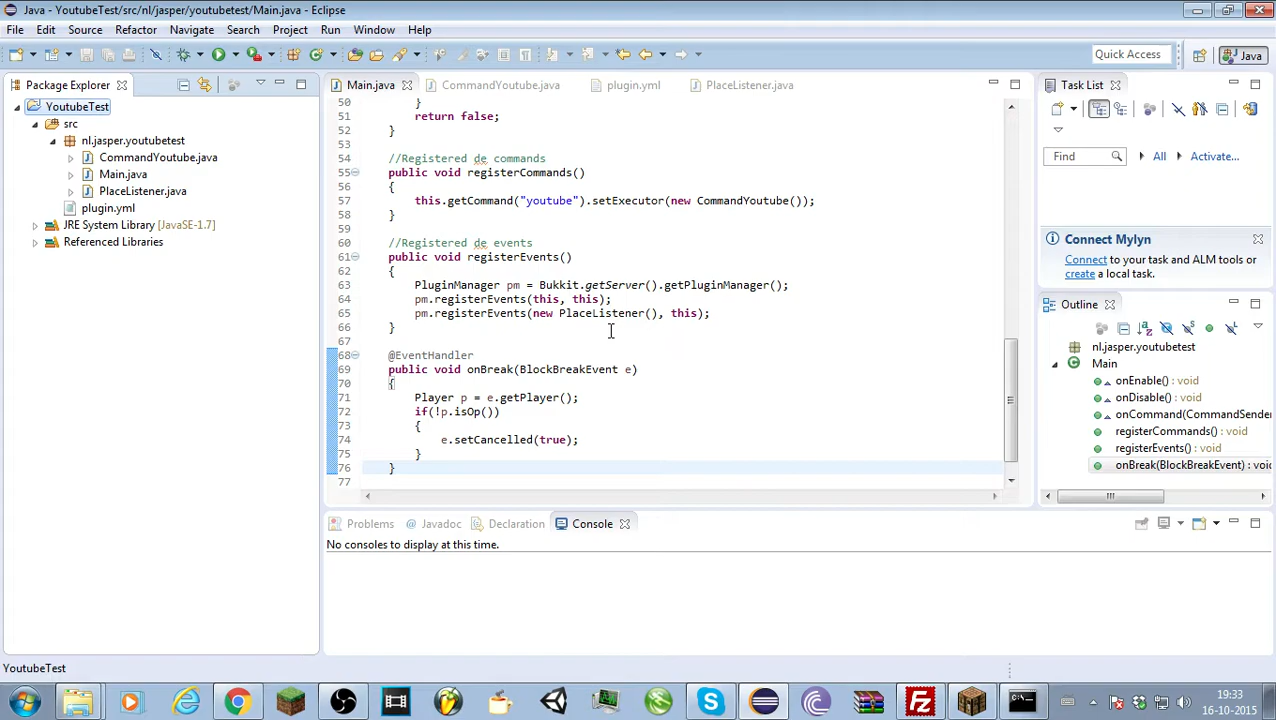 Java - YoutubeTest/src/nl/jasper/youtubetest/Main.java - Eclipse
File Edit Source Refactor Navigate Search Project Run Window Help
Quick Access
Java
Package Explorer
YoutubeTest
src
nl.jasper.youtubetest
CommandYoutube.java
Main.java
PlaceListener.java
plugin.yml
JRE System Library [JavaSE-1.7]
Referenced Libraries
Main.java CommandYoutube.java plugin.yml PlaceListener.java
50 }
51 return false;
52 }
53
54 //Registered de commands
55 public void registerCommands()
56 {
57 this.getCommand("youtube").setExecutor(new CommandYoutube());
58 }
59
60 //Registered de events
61 public void registerEvents()
62 {
63 PluginManager pm = Bukkit.getServer().getPluginManager();
64 pm.registerEvents(this, this);
65 pm.registerEvents(new PlaceListener(), this);
66 }
67
68 @EventHandler
69 public void onBreak(BlockBreakEvent e)
70 {
71 Player p = e.getPlayer();
72 if(!p.isOp())
73 {
74 e.setCancelled(true);
75 }
76 }
77
Task List
Find All Activate...
Connect Mylyn
Connect to your task and ALM tools or
create a local task.
Outline
nl.jasper.youtubetest
Main
onEnable() : void
onDisable() : void
onCommand(CommandSender
registerCommands() : void
registerEvents() : void
onBreak(BlockBreakEvent) : voi
Problems Javadoc Declaration Console
No consoles to display at this time.
YoutubeTest
19:33
16-10-2015